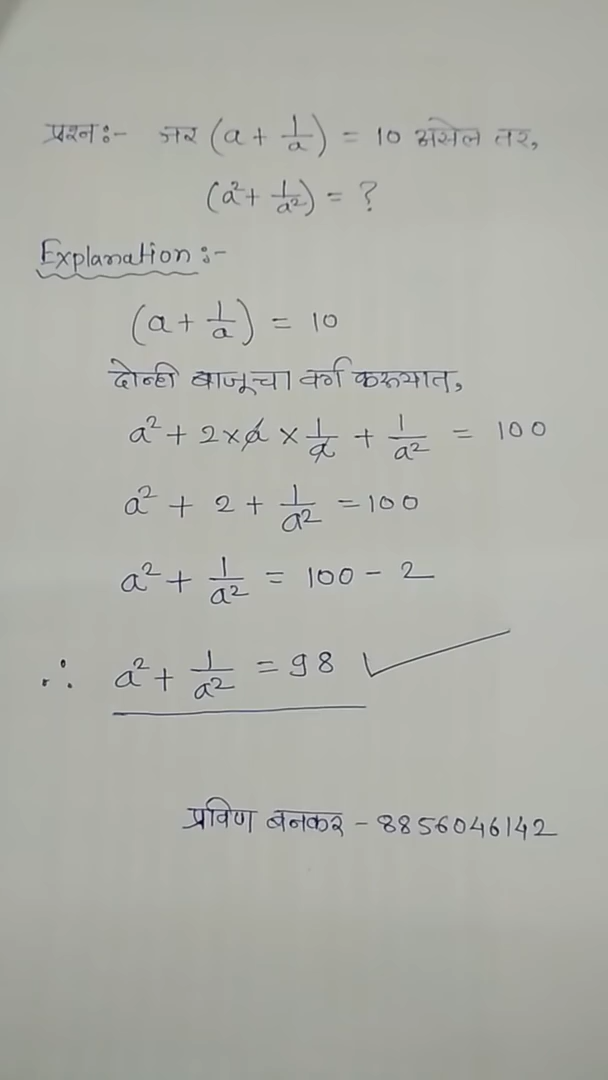 प्रश्न:- जर (a + 1/a) = 10 असेल तर,
(a² + 1/a²) = ?
Explanation :-
(a + 1/a) = 10
दोन्ही बाजूचा वर्ग करूयात,
a² + 2 × a × 1/a + 1/a² = 100
a² + 2 + 1/a² = 100
a² + 1/a² = 100 - 2
∴ a² + 1/a² = 98 ✓
प्रविण बनकर - 8856046142